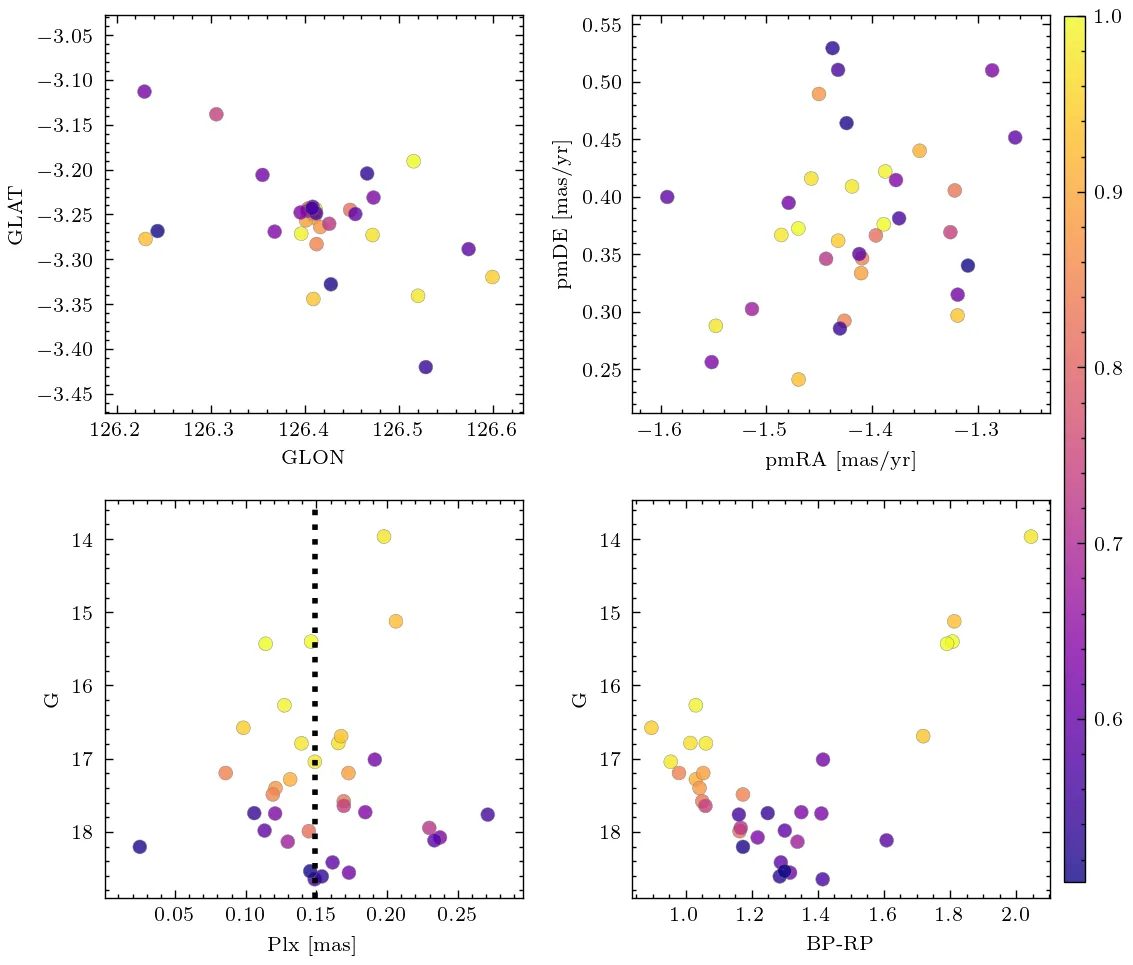 −3.05
−3.10
−3.15
−3.20
−3.25
−3.30
−3.35
−3.40
−3.45
GLAT
126.2 126.3 126.4 126.5 126.6
GLON
0.55
0.50
0.45
0.40
0.35
0.30
0.25
pmDE [mas/yr]
−1.6 −1.5 −1.4 −1.3
pmRA [mas/yr]
1.0
0.9
0.8
0.7
0.6
14
15
16
17
18
G
0.05 0.10 0.15 0.20 0.25
Plx [mas]
14
15
16
17
18
G
1.0 1.2 1.4 1.6 1.8 2.0
BP-RP